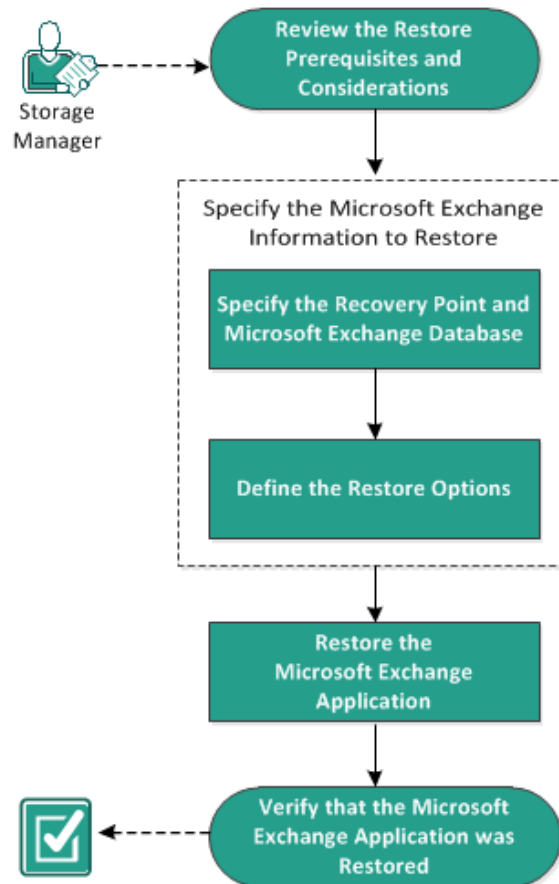 Review the Restore
Prerequisites and
Considerations
Storage
Manager
Specify the Microsoft Exchange
Information to Restore
Specify the Recovery Point and
Microsoft Exchange Database
Define the Restore Options
Restore the
Microsoft Exchange
Application
Verify that the Microsoft
Exchange Application was
Restored